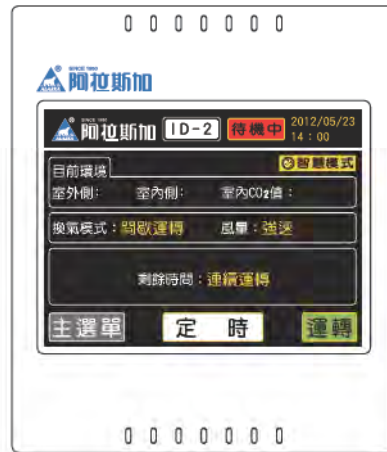 SINCE 1980
阿拉斯加
阿拉斯加 ID-2 待機中 2012/05/23
14:00
目前環境 智慧模式
室外側: 室內側: 室內CO2值:
換氣模式:間歇運轉 風量:強速
剩餘時間:連續運轉
主選單 定時 運轉